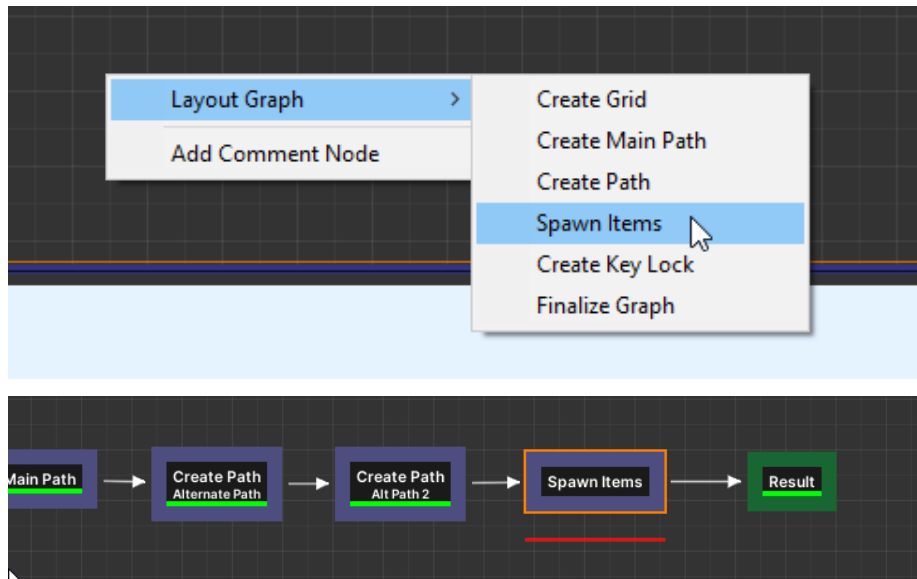 Layout Graph
Add Comment Node
Create Grid
Create Main Path
Create Path
Spawn Items
Create Key Lock
Finalize Graph
Main Path
Create Path
Alternate Path
Create Path
Alt Path 2
Spawn Items
Result